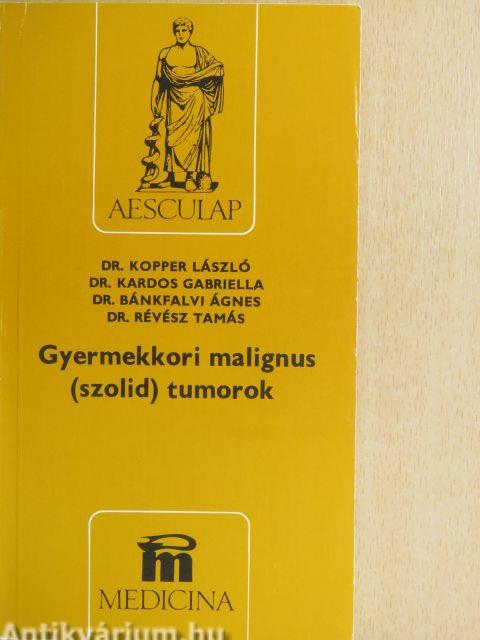 AESCULAP
DR. KOPPER LÁSZLÓ
DR. KARDOS GABRIELLA
DR. BÁNKFALVI ÁGNES
DR. RÉVÉSZ TAMÁS
Gyermekkori malignus
(szolid) tumorok
m
MEDICINA
Antikvárium.hu